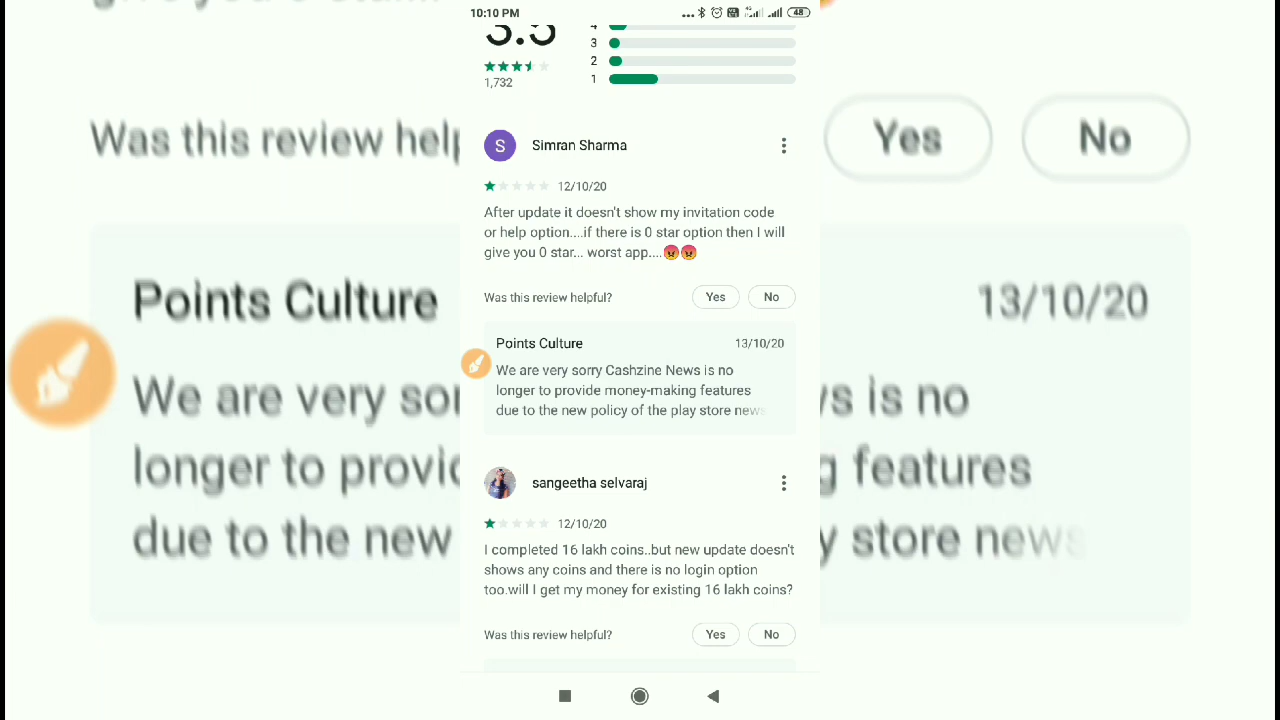 10:10 PM
48
3.5
4
3
2
1
1,732
S
Simran Sharma
12/10/20
After update it doesn't show my invitation code
or help option....if there is 0 star option then I will
give you 0 star... worst app....😡😡
Was this review helpful?
Yes
No
Points Culture
13/10/20
We are very sorry Cashzine News is no
longer to provide money-making features
due to the new policy of the play store news
sangeetha selvaraj
12/10/20
I completed 16 lakh coins..but new update doesn't
shows any coins and there is no login option
too.will I get my money for existing 16 lakh coins?
Was this review helpful?
Yes
No
Was this review help
Yes
No
Points Culture
13/10/20
We are very sor
vs is no
longer to provid
g features
due to the new
y store news